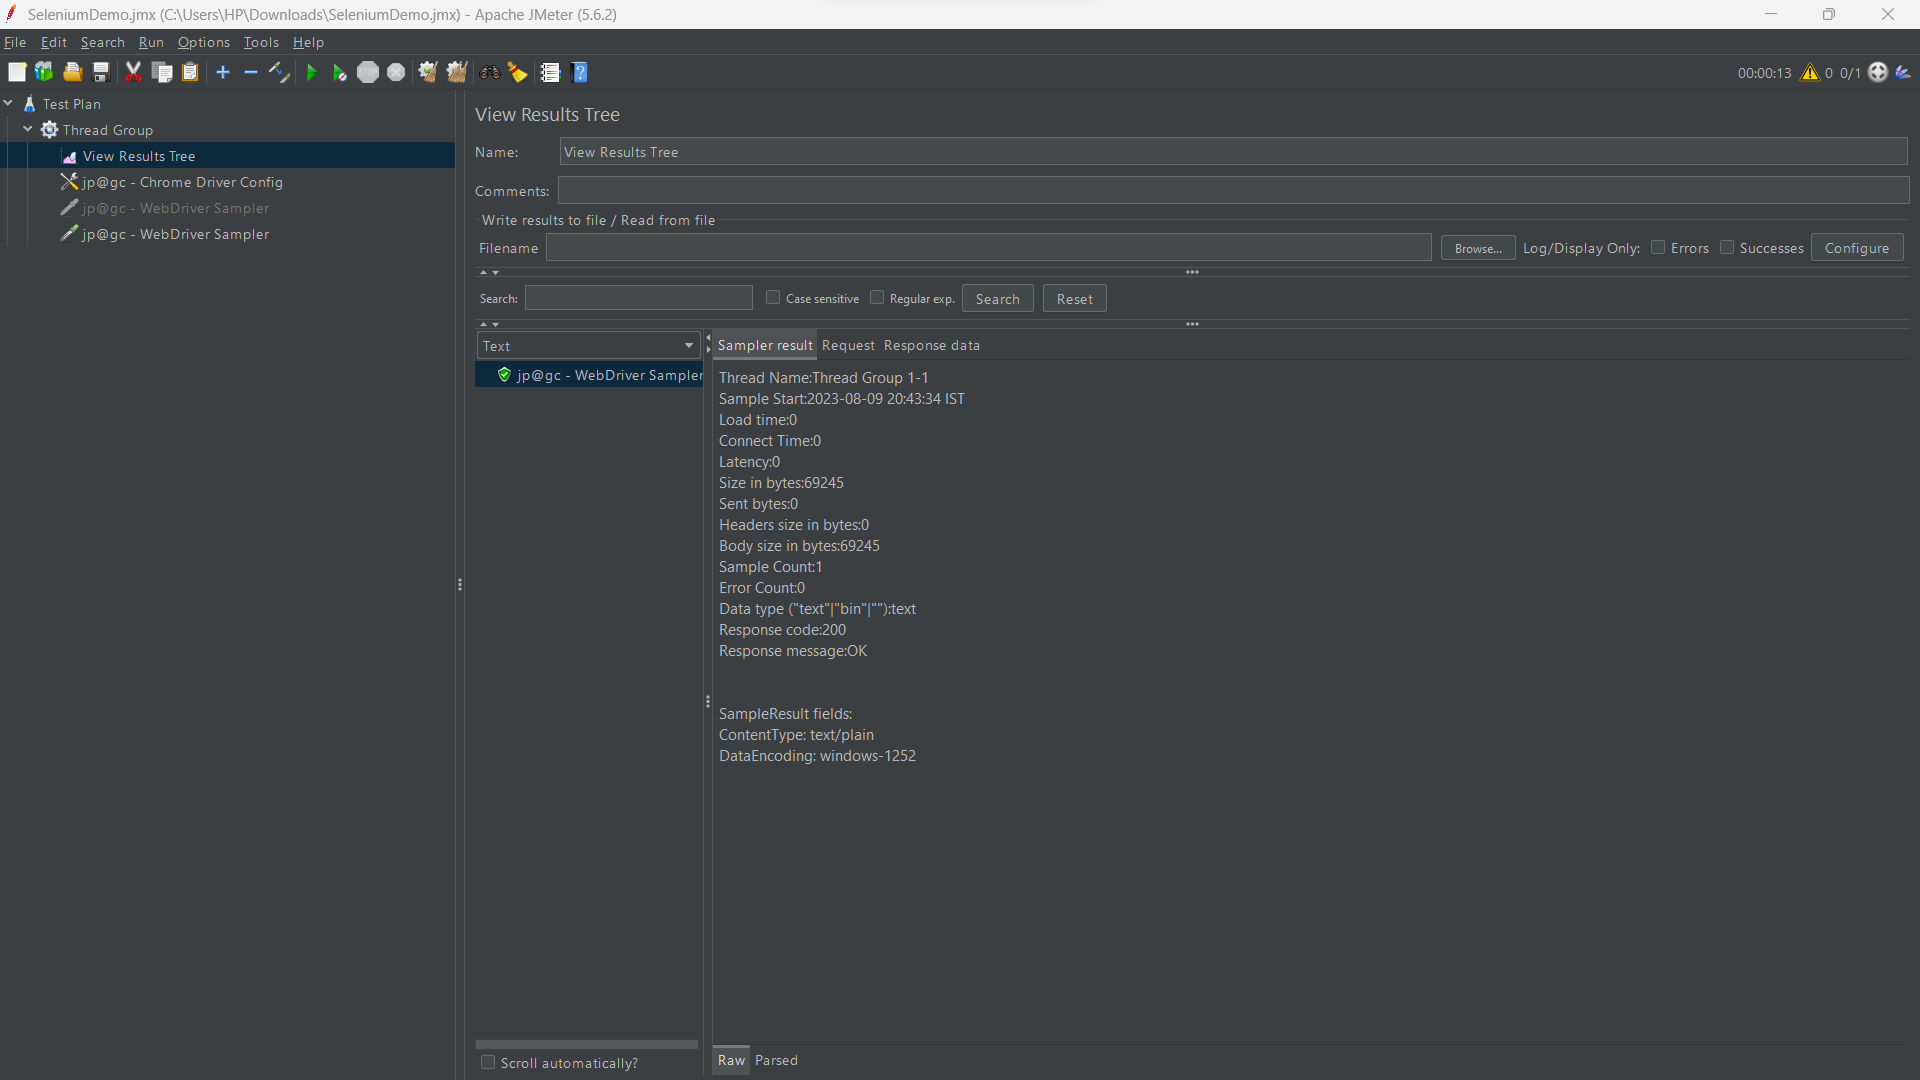 SeleniumDemo.jmx (C:\Users\HP\Downloads\SeleniumDemo.jmx) - Apache JMeter (5.6.2)
File Edit Search Run Options Tools Help
STOP
00:00:13 0 0/1
Test Plan
Thread Group
View Results Tree
jp@gc - Chrome Driver Config
jp@gc - WebDriver Sampler
jp@gc - WebDriver Sampler
View Results Tree
Name: View Results Tree
Comments:
Write results to file / Read from file
Filename Browse... Log/Display Only: Errors Successes Configure
Search: Case sensitive Regular exp. Search Reset
Text
jp@gc - WebDriver Sampler
Sampler result Request Response data
Thread Name:Thread Group 1-1
Sample Start:2023-08-09 20:43:34 IST
Load time:0
Connect Time:0
Latency:0
Size in bytes:69245
Sent bytes:0
Headers size in bytes:0
Body size in bytes:69245
Sample Count:1
Error Count:0
Data type ("text"|"bin"|""):text
Response code:200
Response message:OK
SampleResult fields:
ContentType: text/plain
DataEncoding: windows-1252
Scroll automatically?
Raw Parsed